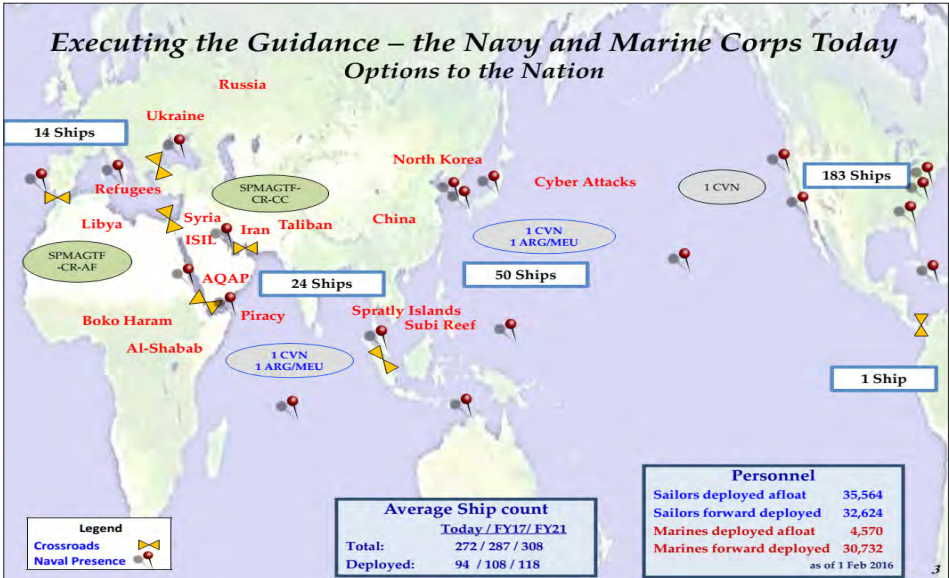 Executing the Guidance – the Navy and Marine Corps Today
Options to the Nation
Russia
Ukraine
14 Ships
North Korea
Cyber Attacks
1 CVN
183 Ships
Refugees
SPMAGTF-
CR-CC
Libya
Syria
Iran
Taliban
China
ISIL
1 CVN
1 ARG/MEU
SPMAGTF
-CR-AF
AQAP
24 Ships
50 Ships
Boko Haram
Piracy
Spratly Islands
Subi Reef
Al-Shabab
1 CVN
1 ARG/MEU
1 Ship
Legend
Crossroads
Naval Presence
Average Ship count
Today / FY17/ FY21
Total: 272 / 287 / 308
Deployed: 94 / 108 / 118
Personnel
Sailors deployed afloat 35,564
Sailors forward deployed 32,624
Marines deployed afloat 4,570
Marines forward deployed 30,732
as of 1 Feb 2016
3